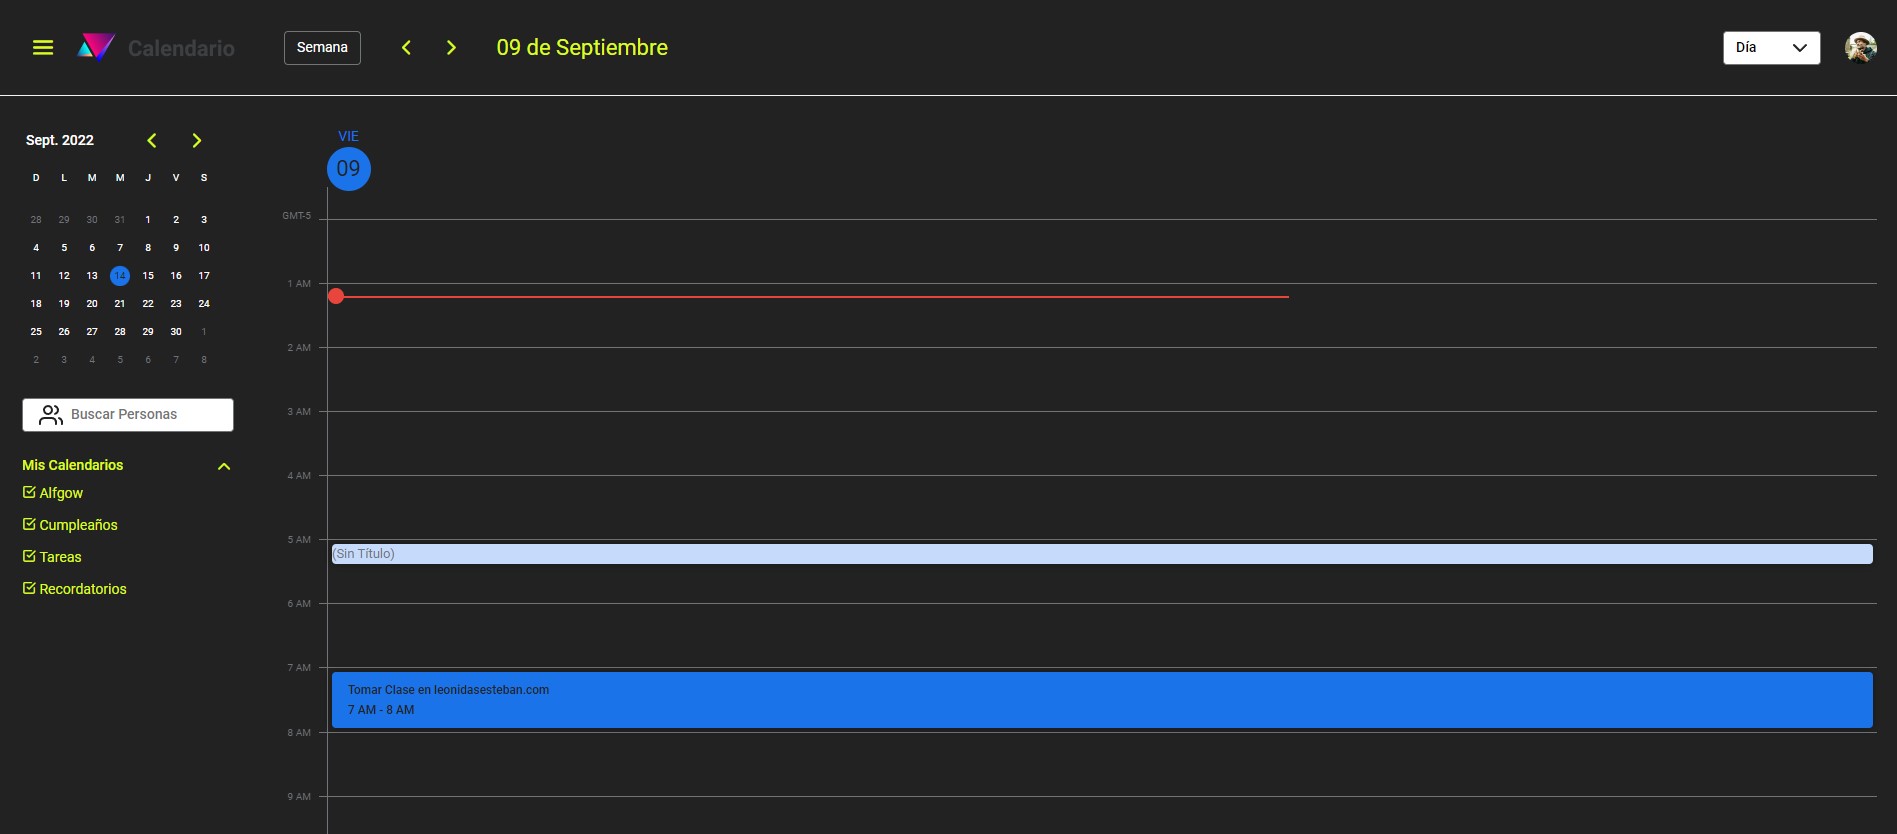 Calendario
Semana
09 de Septiembre
Día
Sept. 2022
D L M M J V S
28 29 30 31 1 2 3
4 5 6 7 8 9 10
11 12 13 14 15 16 17
18 19 20 21 22 23 24
25 26 27 28 29 30 1
2 3 4 5 6 7 8
Buscar Personas
Mis Calendarios
Alfgow
Cumpleaños
Tareas
Recordatorios
VIE
09
GMT-5
1 AM
2 AM
3 AM
4 AM
5 AM
(Sin Título)
6 AM
7 AM
Tomar Clase en leonidasesteban.com
7 AM - 8 AM
8 AM
9 AM